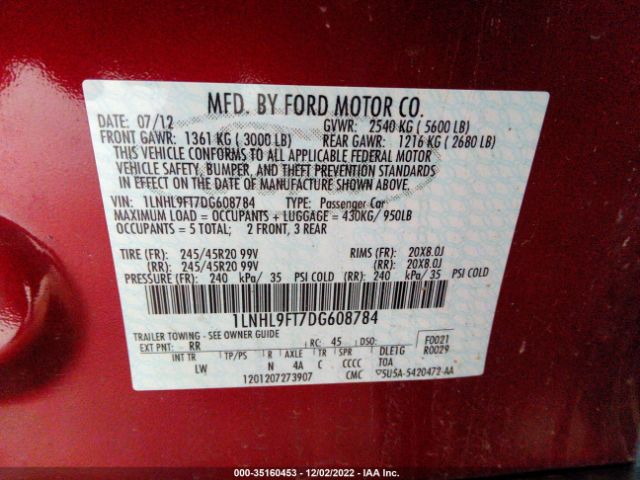 MFD. BY FORD MOTOR CO.
DATE: 07/12 GVWR: 2540 KG ( 5600 LB)
FRONT GAWR: 1361 KG ( 3000 LB) REAR GAWR: 1216 KG ( 2680 LB)
THIS VEHICLE CONFORMS TO ALL APPLICABLE FEDERAL MOTOR
VEHICLE SAFETY, BUMPER, AND THEFT PREVENTION STANDARDS
IN EFFECT ON THE DATE OF MANUFACTURE SHOWN ABOVE.
VIN: 1LNHL9FT7DG608784 TYPE: Passenger Car
MAXIMUM LOAD = OCCUPANTS + LUGGAGE = 430KG/ 950LB
OCCUPANTS = 5 TOTAL; 2 FRONT, 3 REAR
TIRE (FR): 245/45R20 99V RIMS (FR): 20X8.0J
(RR): 245/45R20 99V (RR): 20X8.0J
PRESSURE (FR): 240 kPa/ 35 PSI COLD (RR): 240 kPa/ 35 PSI COLD
1LNHL9FT7DG608784
TRAILER TOWING - SEE OWNER GUIDE
EXT PNT: RR RC: 45 DSO: F0021
R0029
INT TR TP/PS R AXLE TR SPR DLETG
LW N 4A C CCCC TOA
1201207273907 CMC 5U5A-5420472-AA
000-35160453 - 12/02/2022 - IAA Inc.